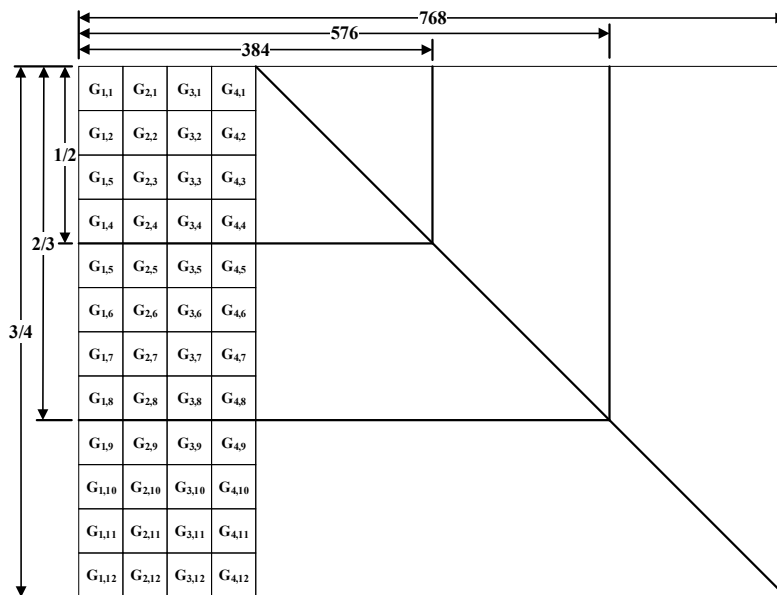 768
576
384
G1,1 G2,1 G3,1 G4,1
G1,2 G2,2 G3,2 G4,2
1/2
G1,5 G2,3 G3,3 G4,3
G1,4 G2,4 G3,4 G4,4
2/3
G1,5 G2,5 G3,5 G4,5
G1,6 G2,6 G3,6 G4,6
3/4
G1,7 G2,7 G3,7 G4,7
G1,8 G2,8 G3,8 G4,8
G1,9 G2,9 G3,9 G4,9
G1,10 G2,10 G3,10 G4,10
G1,11 G2,11 G3,11 G4,11
G1,12 G2,12 G3,12 G4,12